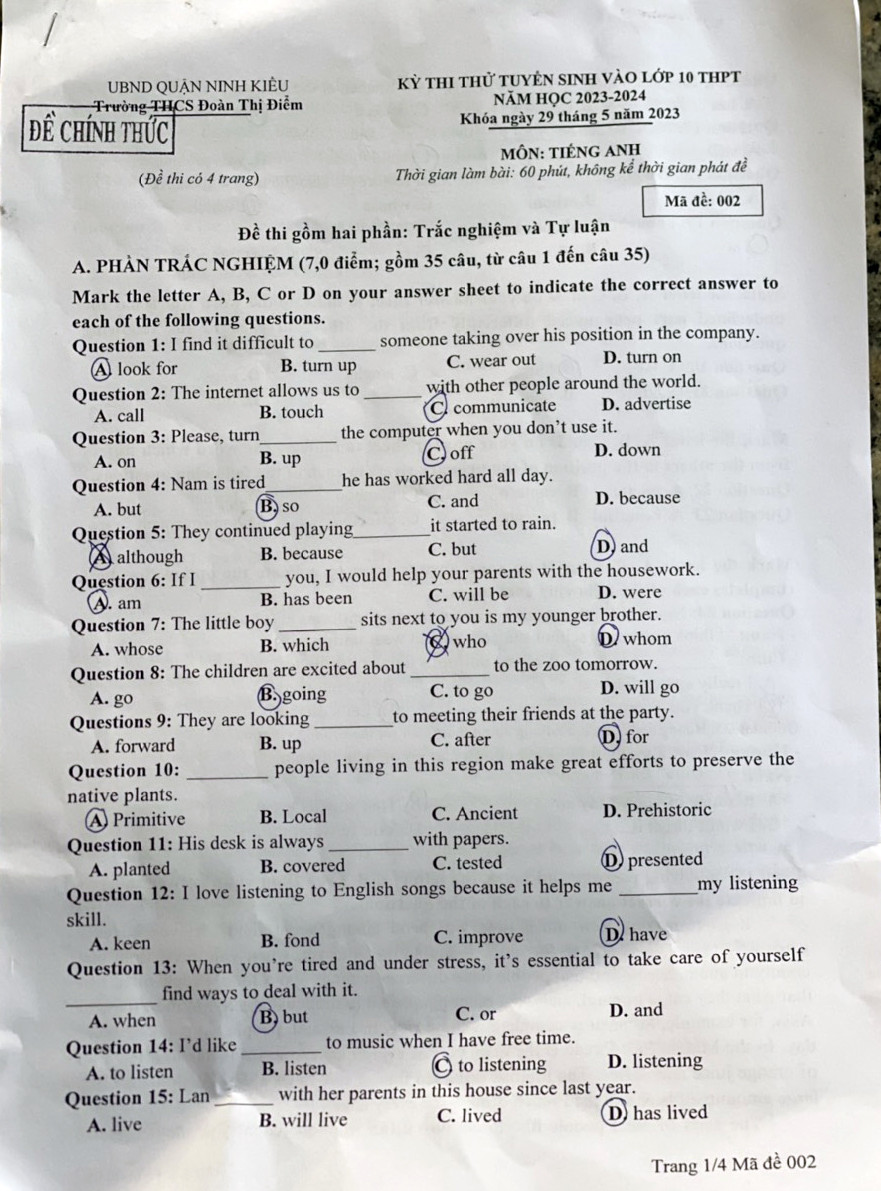 UBND QUẬN NINH KIỀU
Trường THCS Đoàn Thị Điểm
ĐỀ CHÍNH THỨC
(Đề thi có 4 trang)
KỲ THI THỬ TUYỂN SINH VÀO LỚP 10 THPT
NĂM HỌC 2023-2024
Khóa ngày 29 tháng 5 năm 2023
MÔN: TIẾNG ANH
Thời gian làm bài: 60 phút, không kể thời gian phát đề
Mã đề: 002
Đề thi gồm hai phần: Trắc nghiệm và Tự luận
A. PHẦN TRẮC NGHIỆM (7,0 điểm; gồm 35 câu, từ câu 1 đến câu 35)
Mark the letter A, B, C or D on your answer sheet to indicate the correct answer to
each of the following questions.
Question 1: I find it difficult to ______ someone taking over his position in the company.
A. look for B. turn up C. wear out D. turn on
Question 2: The internet allows us to ______ with other people around the world.
A. call B. touch C. communicate D. advertise
Question 3: Please, turn________ the computer when you don't use it.
A. on B. up C. off D. down
Question 4: Nam is tired________he has worked hard all day.
A. but B. so C. and D. because
Question 5: They continued playing________it started to rain.
A. although B. because C. but D. and
Question 6: If I ________ you, I would help your parents with the housework.
A. am B. has been C. will be D. were
Question 7: The little boy ________ sits next to you is my younger brother.
A. whose B. which C. who D. whom
Question 8: The children are excited about ________ to the zoo tomorrow.
A. go B. going C. to go D. will go
Questions 9: They are looking ________to meeting their friends at the party.
A. forward B. up C. after D. for
Question 10: ________ people living in this region make great efforts to preserve the
native plants.
A. Primitive B. Local C. Ancient D. Prehistoric
Question 11: His desk is always ________ with papers.
A. planted B. covered C. tested D. presented
Question 12: I love listening to English songs because it helps me ________my listening
skill.
A. keen B. fond C. improve D. have
Question 13: When you're tired and under stress, it's essential to take care of yourself
_________ find ways to deal with it.
A. when B. but C. or D. and
Question 14: I'd like ________ to music when I have free time.
A. to listen B. listen C. to listening D. listening
Question 15: Lan ______ with her parents in this house since last year.
A. live B. will live C. lived D. has lived
Trang 1/4 Mã đề 002